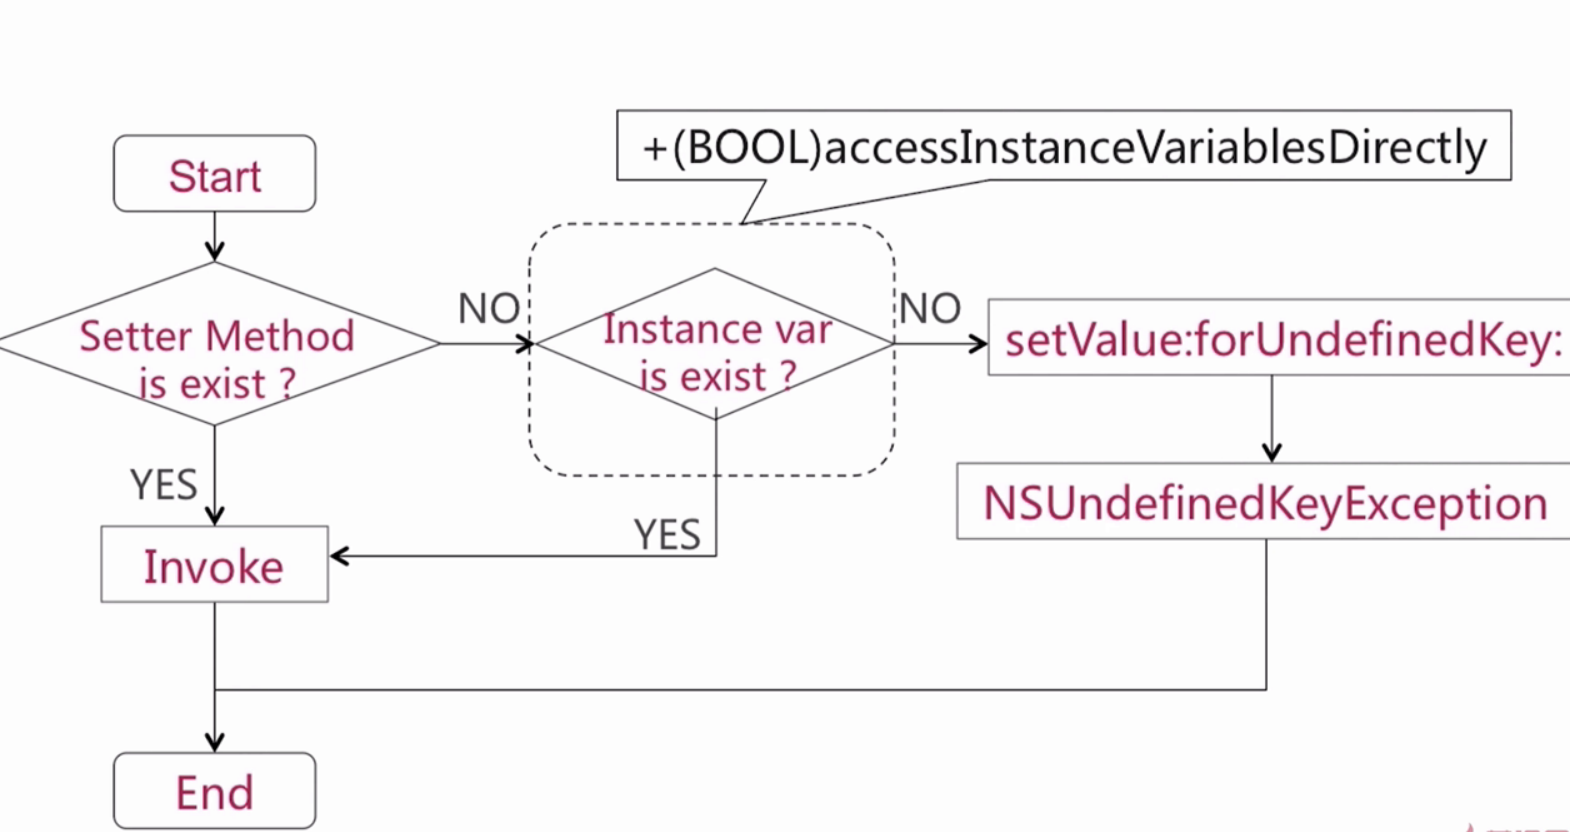 +(BOOL)accessInstanceVariablesDirectly
Start
NO
NO
Setter Method
is exist ?
Instance var
is exist ?
setValue:forUndefinedKey:
YES
NSUndefinedKeyException
YES
Invoke
End